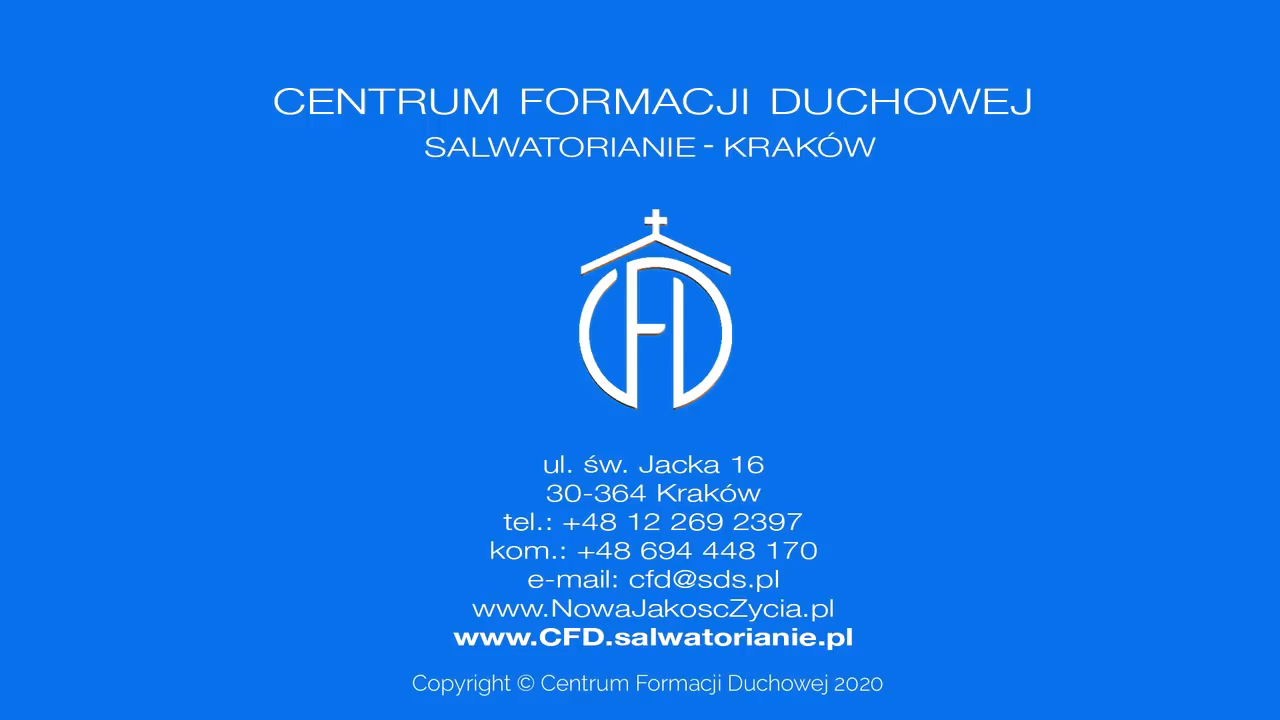 CENTRUM FORMACJI DUCHOWEJ
SALWATORIANIE - KRAKÓW
CFD
ul. św. Jacka 16
30-364 Kraków
tel.: +48 12 269 2397
kom.: +48 694 448 170
e-mail: cfd@sds.pl
www.NowaJakoscZycia.pl
www.CFD.salwatorianie.pl
Copyright © Centrum Formacji Duchowej 2020